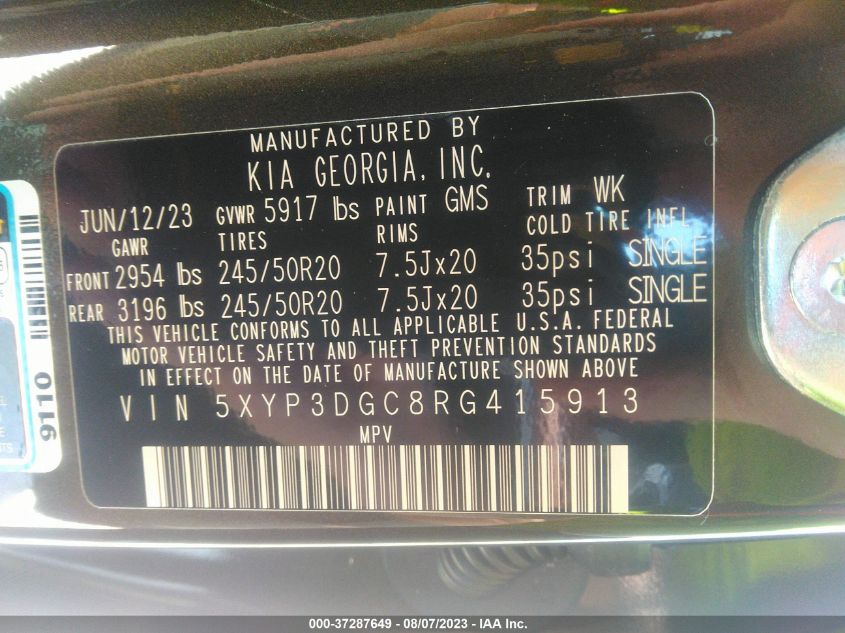 MANUFACTURED BY
KIA GEORGIA, INC.
JUN/12/23 GVWR 5917 lbs PAINT GMS TRIM WK
GAWR TIRES RIMS COLD TIRE INFL
FRONT 2954 lbs 245/50R20 7.5Jx20 35psi SINGLE
REAR 3196 lbs 245/50R20 7.5Jx20 35psi SINGLE
THIS VEHICLE CONFORMS TO ALL APPLICABLE U.S.A. FEDERAL
MOTOR VEHICLE SAFETY AND THEFT PREVENTION STANDARDS
IN EFFECT ON THE DATE OF MANUFACTURE SHOWN ABOVE
VIN 5XYP3DGC8RG415913
MPV
9110
000-37287649 - 08/07/2023 - IAA Inc.